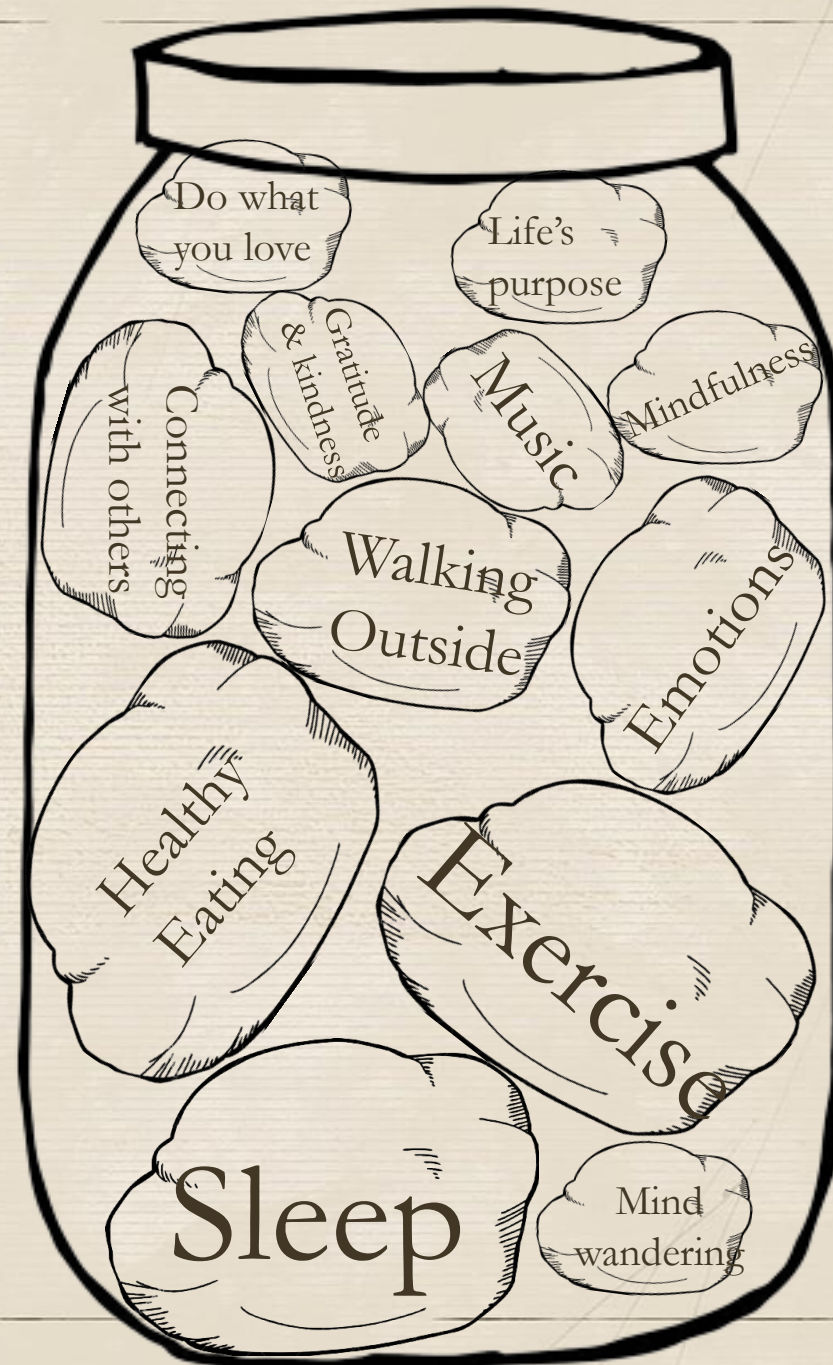 Do what
you love
Life's
purpose
Gratitude
& kindness
Music
Mindfulness
Connecting
with others
Walking
Outside
Emotions
Healthy
Eating
Exercise
Sleep
Mind
wandering